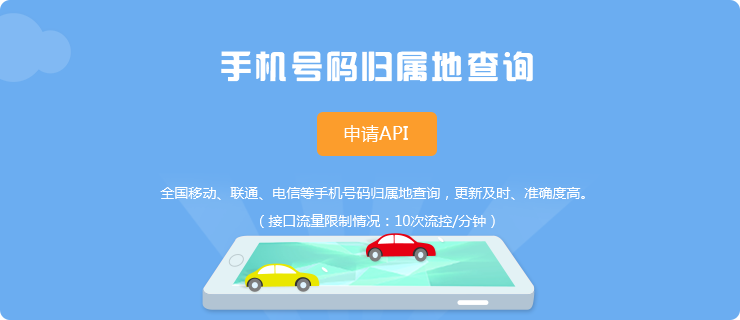 手机号码归属地查询
申请API
全国移动、联通、电信等手机号码归属地查询，更新及时、准确度高。
（接口流量限制情况：10次流控/分钟）